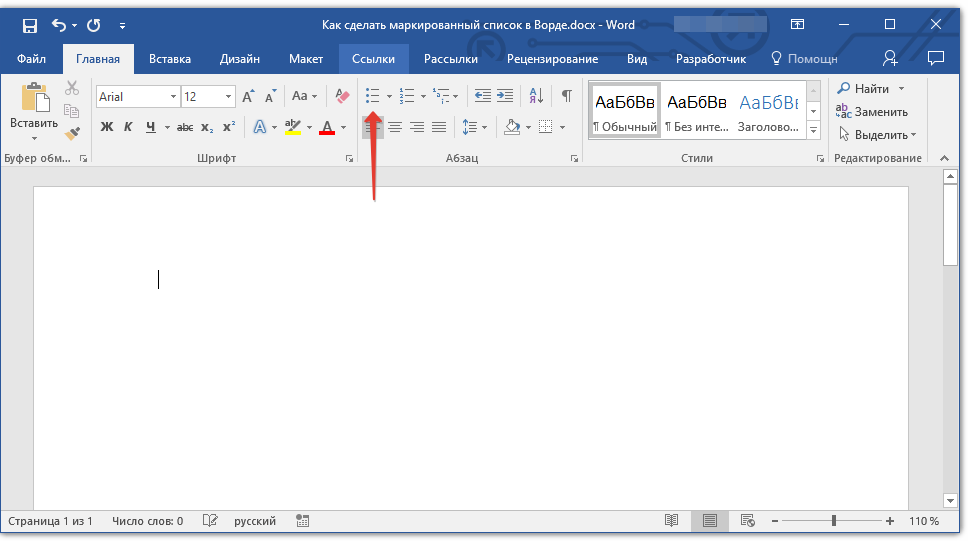 Как сделать маркированный список в Ворде.docx - Word
Файл Главная Вставка Дизайн Макет Ссылки Рассылки Рецензирование Вид Разработчик Помощн
Вставить
Arial 12 Aa
Ж К Ч abc x₂ x² A ab A
А Я ¶
АаБбВв АаБбВв АаБбВı
¶ Обычный ¶ Без инте... Заголово...
Найти
Заменить
Выделить
Буфер обм... Шрифт Абзац Стили Редактирование
Страница 1 из 1 Число слов: 0 русский 110 %